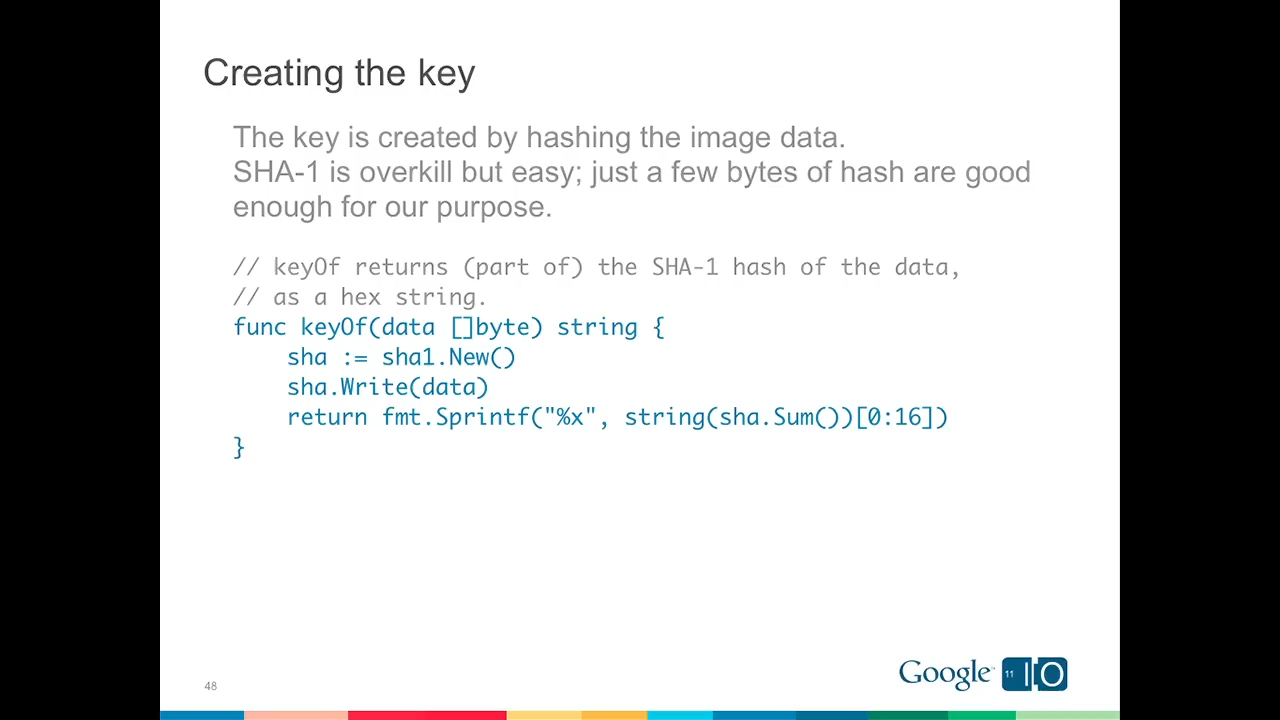 Creating the key
The key is created by hashing the image data.
SHA-1 is overkill but easy; just a few bytes of hash are good
enough for our purpose.
// keyOf returns (part of) the SHA-1 hash of the data,
// as a hex string.
func keyOf(data []byte) string {
    sha := sha1.New()
    sha.Write(data)
    return fmt.Sprintf("%x", string(sha.Sum())[0:16])
}
48
Google™ 11 IO